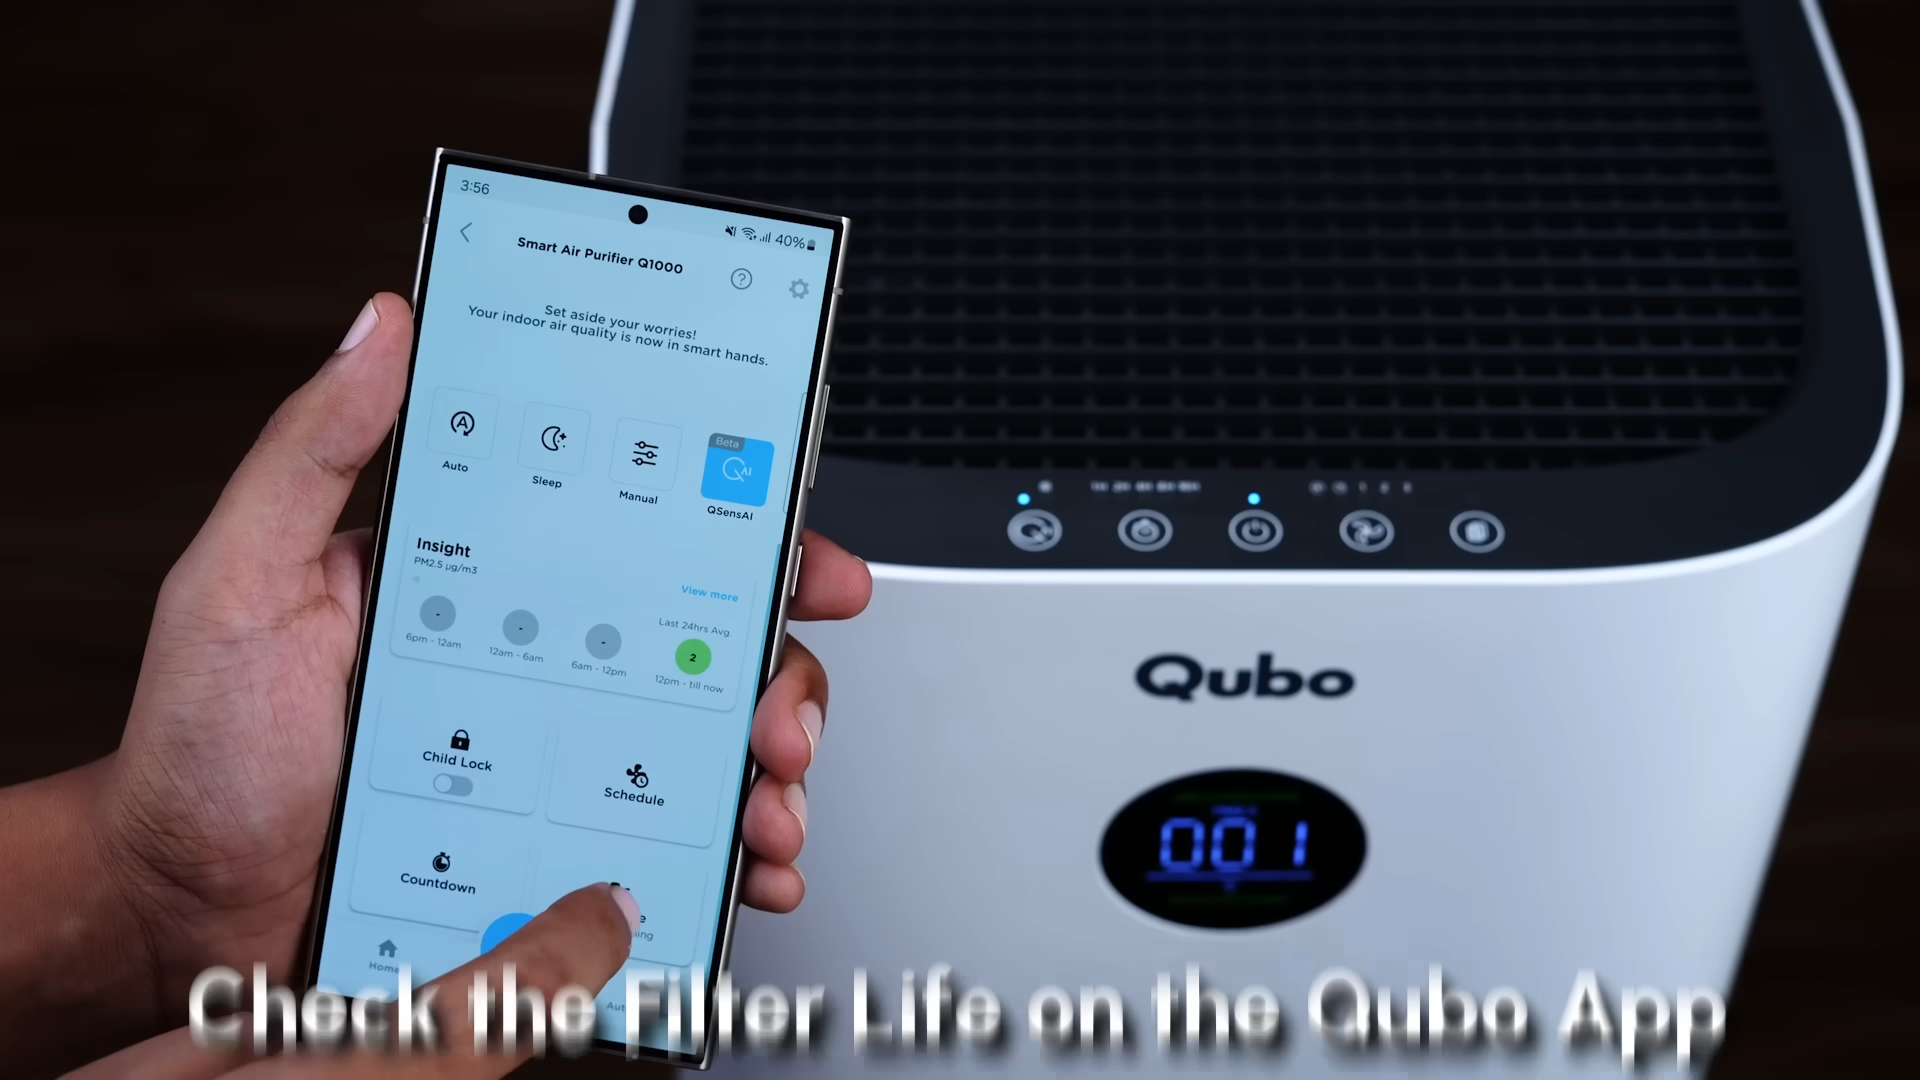 3:56
40%
Smart Air Purifier Q1000
Set aside your worries!
Your indoor air quality is now in smart hands.
Beta
AI
Auto
Sleep
Manual
QSensAI
Insight
PM2.5 µg/m3
View more
Last 24hrs Avg.
- - - 2
6pm - 12am
12am - 6am
6am - 12pm
12pm - till now
Child Lock
Schedule
Countdown
Home
Qubo
001
Check the Filter Life on the Qubo App